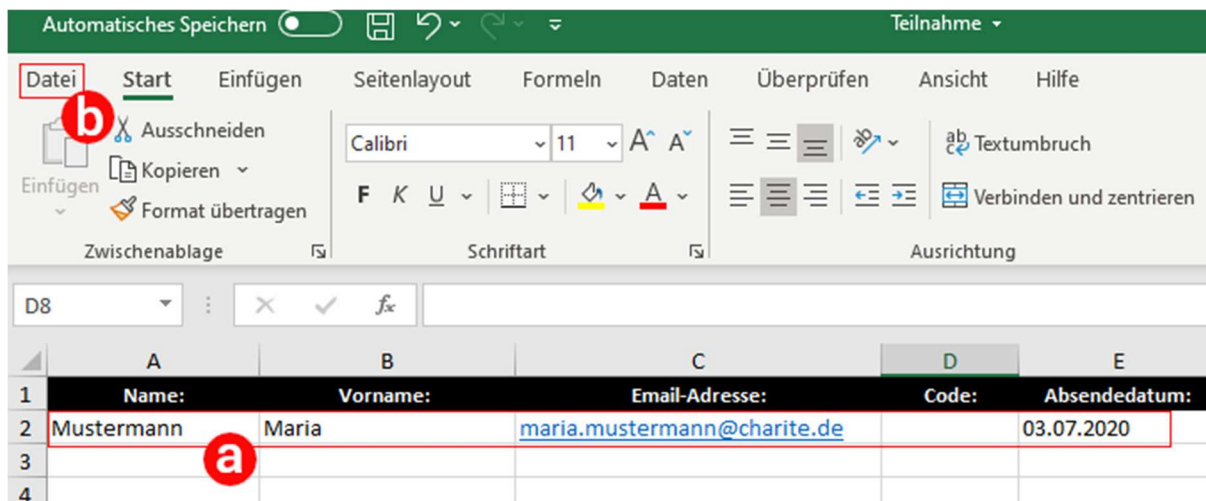 Automatisches Speichern Teilnahme
Datei Start Einfügen Seitenlayout Formeln Daten Überprüfen Ansicht Hilfe
b
Einfügen
Ausschneiden
Kopieren
Format übertragen
Zwischenablage
Calibri 11 A A
F K U A
Schriftart
ab Textumbruch
Verbinden und zentrieren
Ausrichtung
D8 fx
A B C D E
1 Name: Vorname: Email-Adresse: Code: Absendedatum:
2 Mustermann Maria maria.mustermann@charite.de 03.07.2020
a
3
4